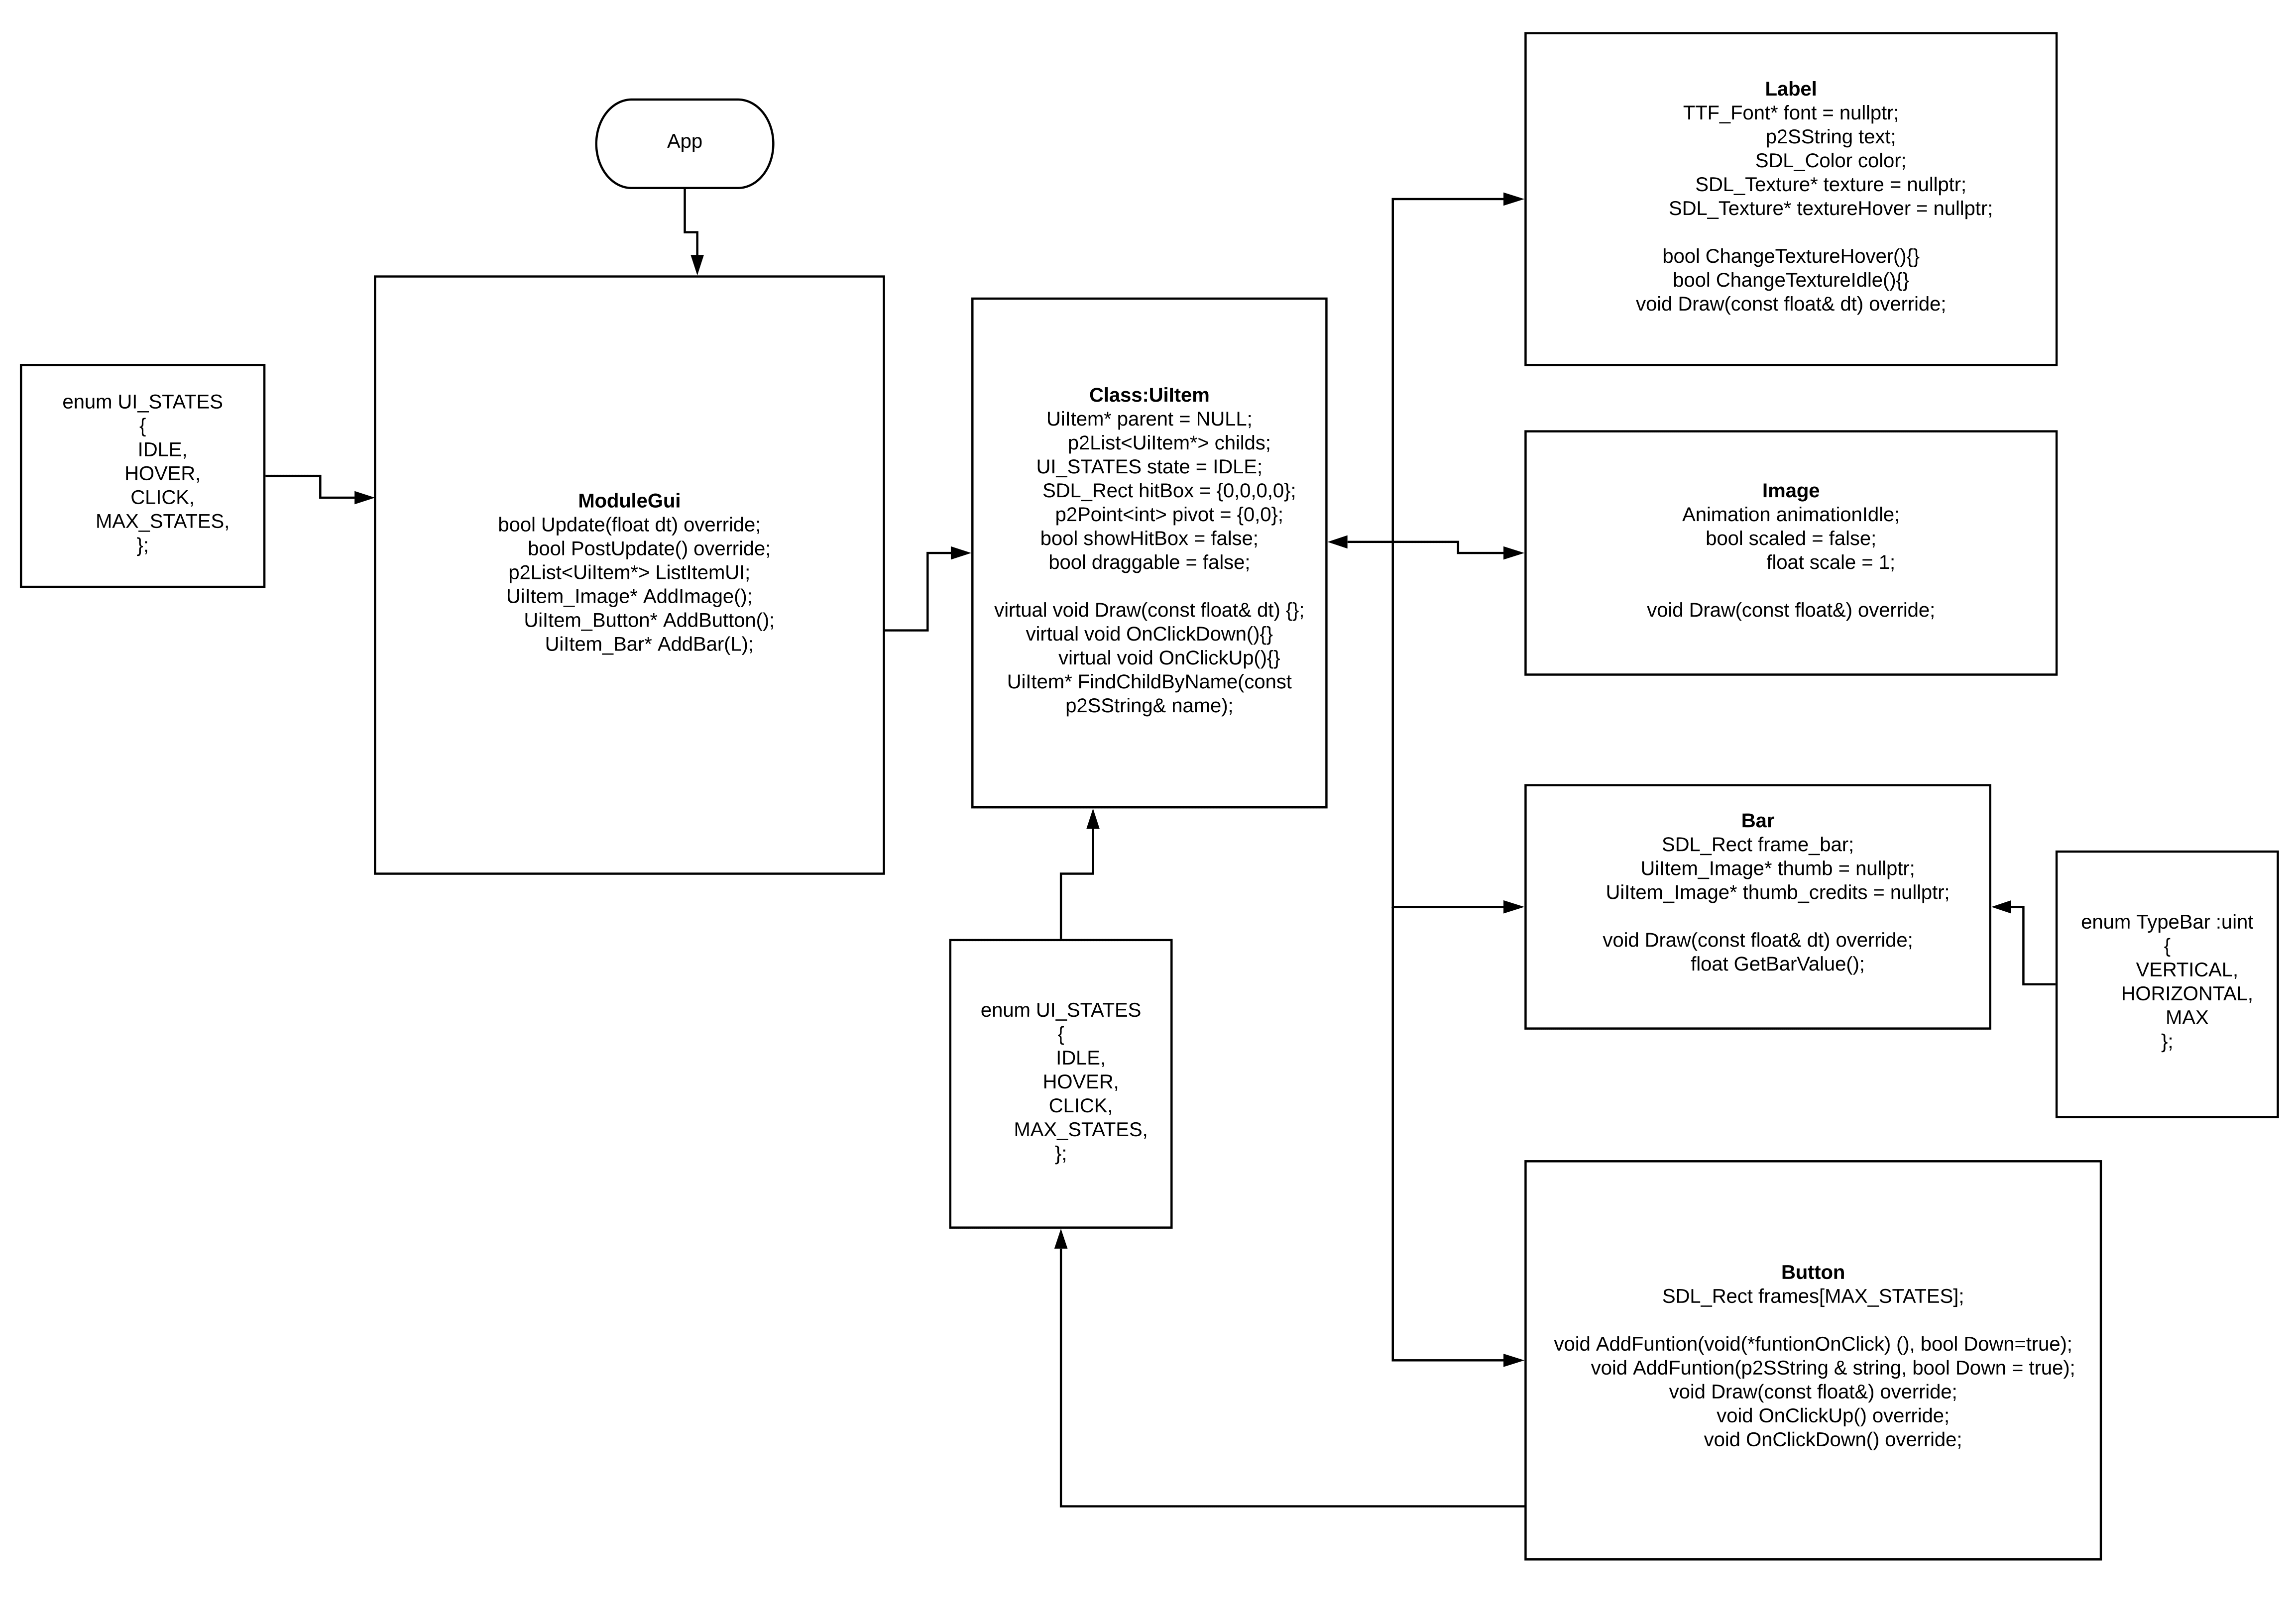 App
enum UI_STATES
{
IDLE,
HOVER,
CLICK,
MAX_STATES,
};
ModuleGui
bool Update(float dt) override;
bool PostUpdate() override;
p2List<UiItem*> ListItemUI;
UiItem_Image* AddImage();
UiItem_Button* AddButton();
UiItem_Bar* AddBar(L);
Class:UiItem
UiItem* parent = NULL;
p2List<UiItem*> childs;
UI_STATES state = IDLE;
SDL_Rect hitBox = {0,0,0,0};
p2Point<int> pivot = {0,0};
bool showHitBox = false;
bool draggable = false;
virtual void Draw(const float& dt) {};
virtual void OnClickDown(){}
virtual void OnClickUp(){}
UiItem* FindChildByName(const
p2SString& name);
enum UI_STATES
{
IDLE,
HOVER,
CLICK,
MAX_STATES,
};
Label
TTF_Font* font = nullptr;
p2SString text;
SDL_Color color;
SDL_Texture* texture = nullptr;
SDL_Texture* textureHover = nullptr;
bool ChangeTextureHover(){}
bool ChangeTextureIdle(){}
void Draw(const float& dt) override;
Image
Animation animationIdle;
bool scaled = false;
float scale = 1;
void Draw(const float&) override;
Bar
SDL_Rect frame_bar;
UiItem_Image* thumb = nullptr;
UiItem_Image* thumb_credits = nullptr;
void Draw(const float& dt) override;
float GetBarValue();
enum TypeBar :uint
{
VERTICAL,
HORIZONTAL,
MAX
};
Button
SDL_Rect frames[MAX_STATES];
void AddFuntion(void(*funtionOnClick) (), bool Down=true);
void AddFuntion(p2SString & string, bool Down = true);
void Draw(const float&) override;
void OnClickUp() override;
void OnClickDown() override;